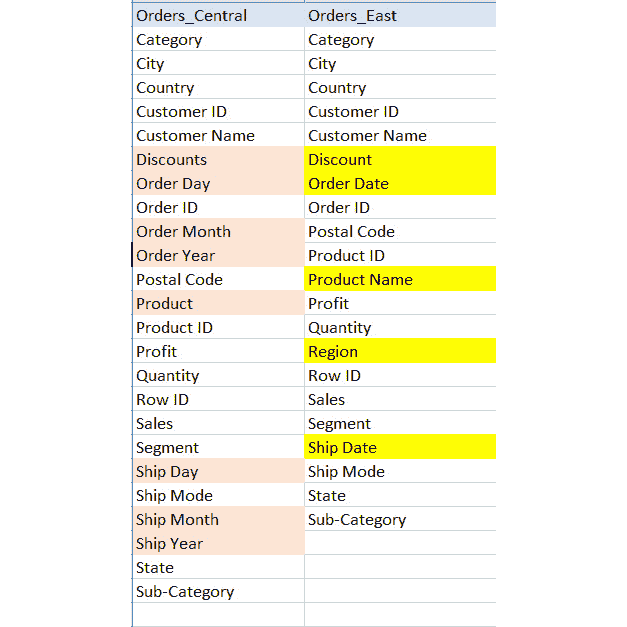 Orders_Central Orders_East
Category Category
City City
Country Country
Customer ID Customer ID
Customer Name Customer Name
Discounts Discount
Order Day Order Date
Order ID Order ID
Order Month Postal Code
Order Year Product ID
Postal Code Product Name
Product Profit
Product ID Quantity
Profit Region
Quantity Row ID
Row ID Sales
Sales Segment
Segment Ship Date
Ship Day Ship Mode
Ship Mode State
Ship Month Sub-Category
Ship Year
State
Sub-Category